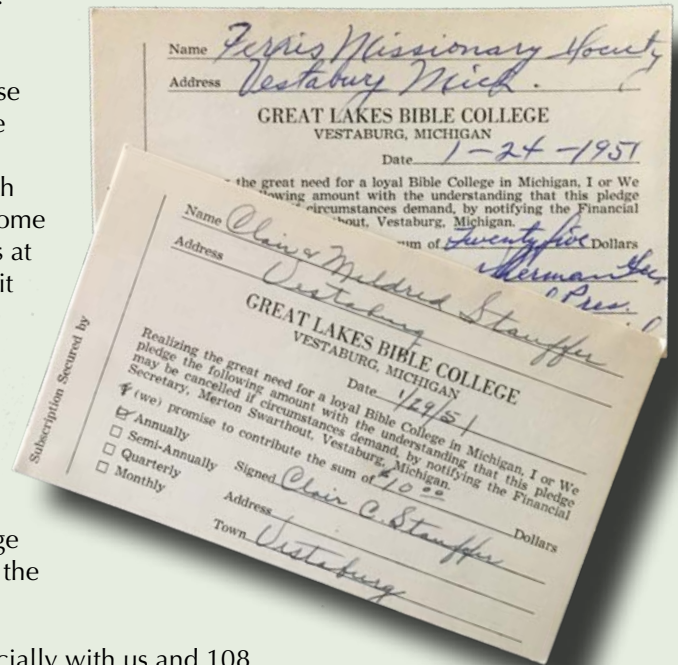 se
e
h
ome
s at
it
ge
the
cially with us and 108
Name Ferris Missionary Society
Address Vestaburg Mich.
GREAT LAKES BIBLE COLLEGE
VESTABURG, MICHIGAN
Date 1-24-1951
the great need for a loyal Bible College in Michigan, I or We
owing amount with the understanding that this pledge
circumstances demand, by notifying the Financial
hout, Vestaburg, Michigan.
um of Twenty five Dollars
Sherman
Pres.
Subscription Secured by
Name Clair & Mildred Stauffer
Address Vestaburg
GREAT LAKES BIBLE COLLEGE
VESTABURG, MICHIGAN
Date 1/29/51
Realizing the great need for a loyal Bible College in Michigan, I or We
pledge the following amount with the understanding that this pledge
may be cancelled if circumstances demand, by notifying the Financial
Secretary, Merton Swarthout, Vestaburg, Michigan.
I (we) promise to contribute the sum of $10.00 Dollars
Annually
Semi-Annually
Quarterly
Monthly
Signed Clair C. Stauffer
Address
Town Vestaburg